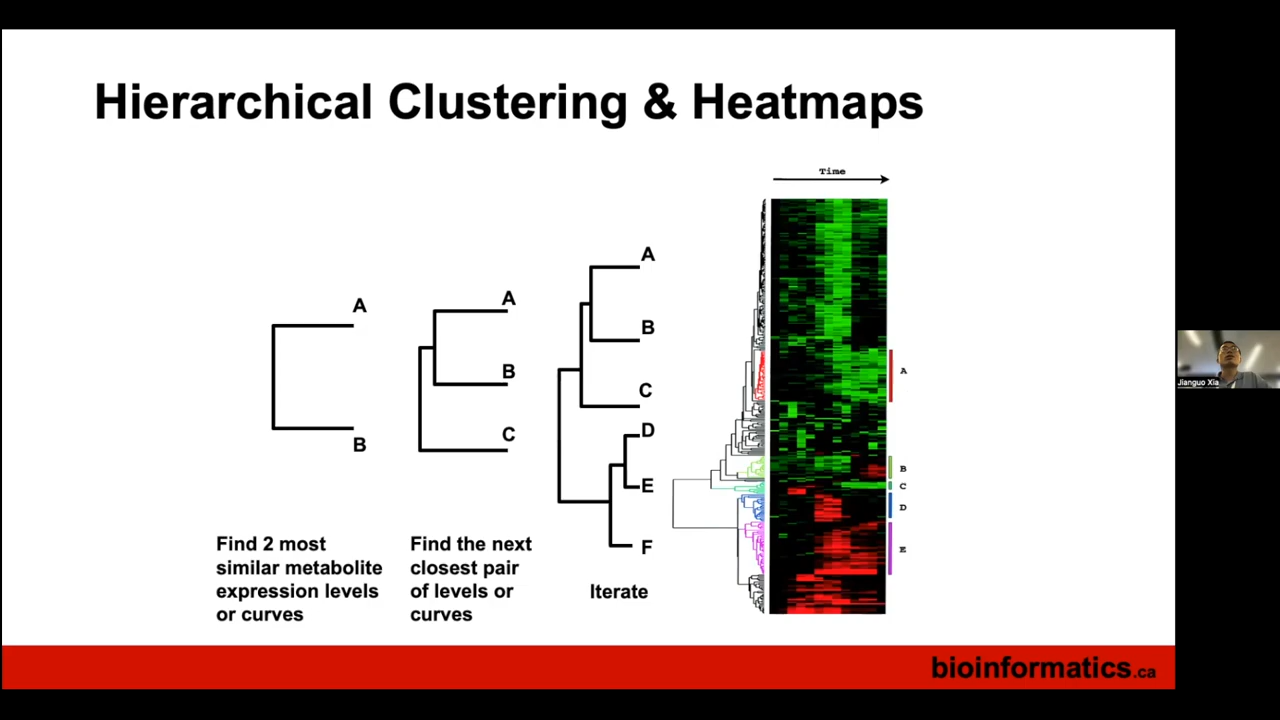 Hierarchical Clustering & Heatmaps
A
B
Find 2 most
similar metabolite
expression levels
or curves
A
B
C
Find the next
closest pair
of levels or
curves
A
B
C
D
E
F
Iterate
Time
A
B
C
D
E
Jianguo Xia
bioinformatics.ca